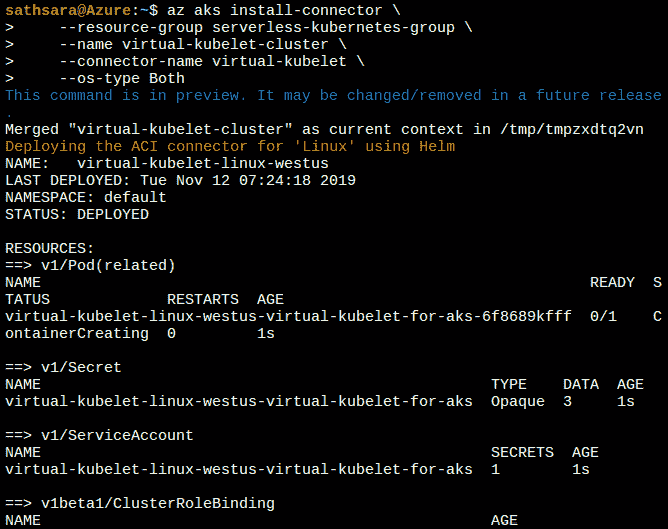 sathsara@Azure:~$ az aks install-connector \
>     --resource-group serverless-kubernetes-group \
>     --name virtual-kubelet-cluster \
>     --connector-name virtual-kubelet \
>     --os-type Both
This command is in preview. It may be changed/removed in a future release
.
Merged "virtual-kubelet-cluster" as current context in /tmp/tmpzxdtq2vn
Deploying the ACI connector for 'Linux' using Helm
NAME:   virtual-kubelet-linux-westus
LAST DEPLOYED: Tue Nov 12 07:24:18 2019
NAMESPACE: default
STATUS: DEPLOYED

RESOURCES:
==> v1/Pod(related)
NAME                                                             READY  S
TATUS             RESTARTS  AGE
virtual-kubelet-linux-westus-virtual-kubelet-for-aks-6f8689kfff  0/1    C
ontainerCreating  0         1s

==> v1/Secret
NAME                                                  TYPE    DATA  AGE
virtual-kubelet-linux-westus-virtual-kubelet-for-aks  Opaque  3     1s

==> v1/ServiceAccount
NAME                                                  SECRETS  AGE
virtual-kubelet-linux-westus-virtual-kubelet-for-aks  1        1s

==> v1beta1/ClusterRoleBinding
NAME                                                  AGE